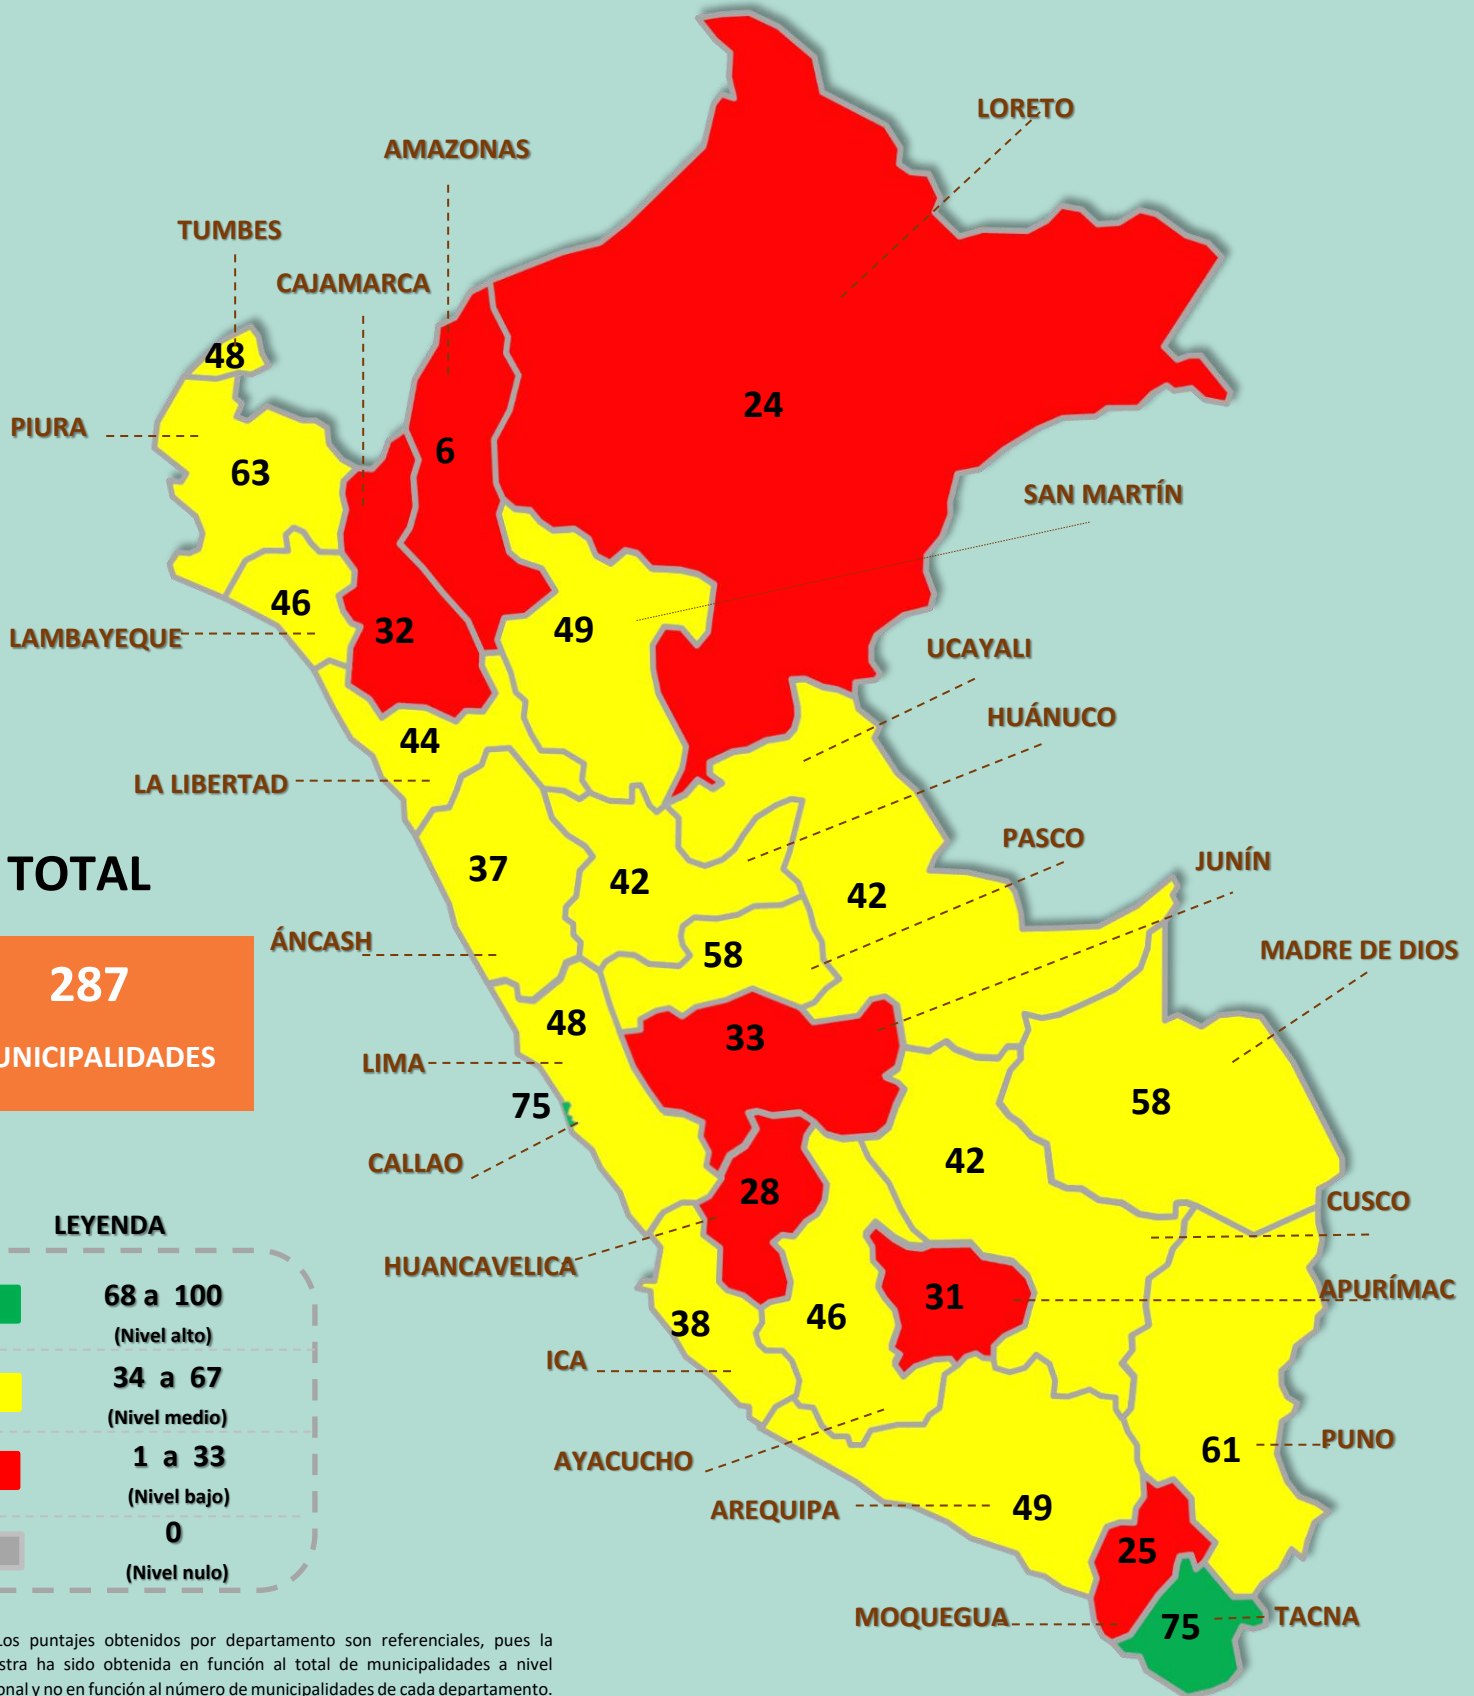 LORETO
AMAZONAS
TUMBES
CAJAMARCA
48
24
PIURA
6
63
SAN MARTÍN
46
32
49
LAMBAYEQUE
UCAYALI
HUÁNUCO
44
LA LIBERTAD
PASCO
JUNÍN
37
TOTAL
42
42
ÁNCASH
MADRE DE DIOS
58
287
48
33
UNICIPALIDADES
LIMA
75
58
CALLAO
42
28
CUSCO
LEYENDA
HUANCAVELICA
APURÍMAC
68 a 100
(Nivel alto)
31
46
38
ICA
34 a 67
(Nivel medio)
PUNO
61
1 a 33
(Nivel bajo)
AYACUCHO
AREQUIPA
49
0
(Nivel nulo)
25
MOQUEGUA
75
TACNA
Los puntajes obtenidos por departamento son referenciales, pues la
stra ha sido obtenida en función al total de municipalidades a nivel
onal y no en función al número de municipalidades de cada departamento.